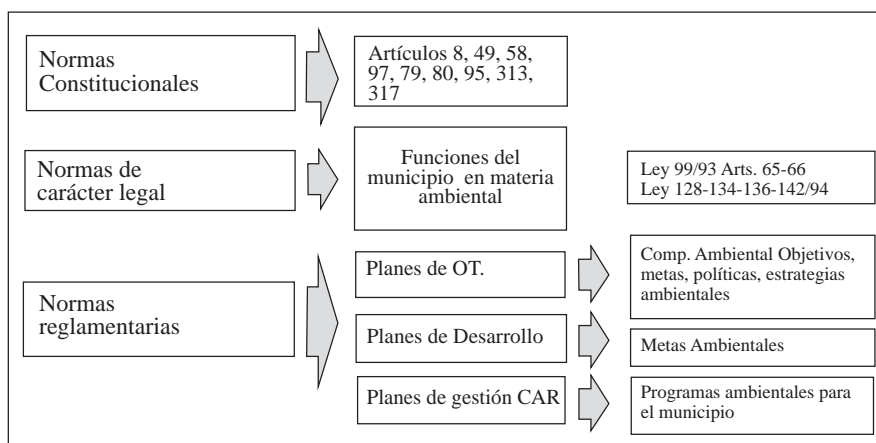 Normas
Constitucionales
Artículos 8, 49, 58,
97, 79, 80, 95, 313,
317
Normas de
carácter legal
Funciones del
municipio en materia
ambiental
Ley 99/93 Arts. 65-66
Ley 128-134-136-142/94
Normas
reglamentarias
Planes de OT.
Comp. Ambiental Objetivos,
metas, políticas, estrategias
ambientales
Planes de Desarrollo
Metas Ambientales
Planes de gestión CAR
Programas ambientales para
el municipio